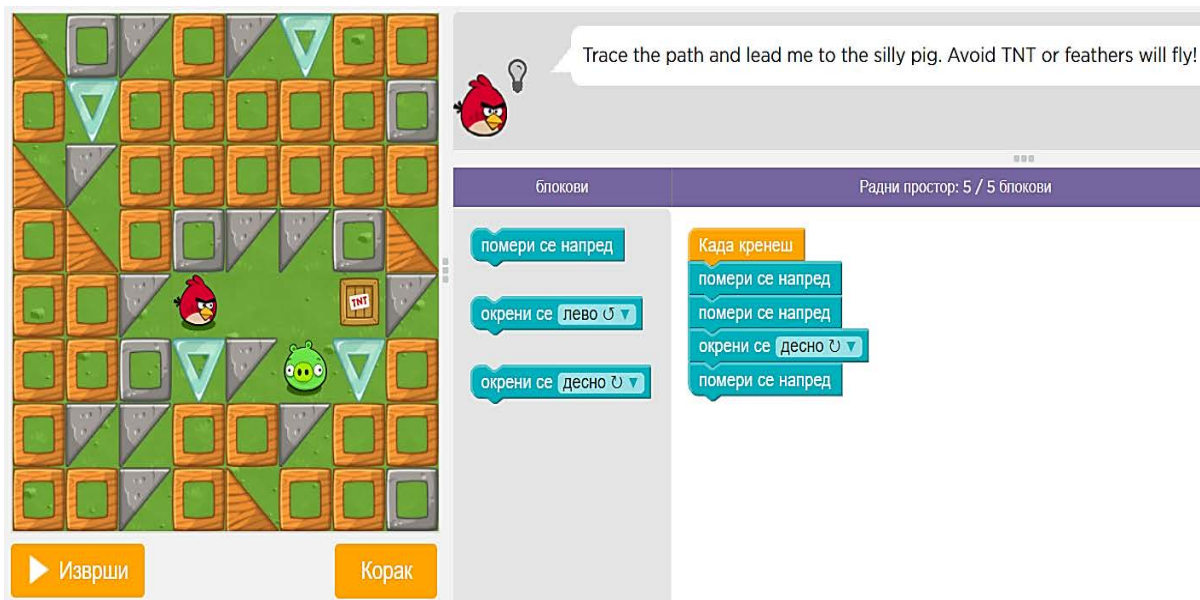 Trace the path and lead me to the silly pig. Avoid TNT or feathers will fly!
блокови
Радни простор: 5 / 5 блокови
помери се напред
окрени се лево ↺ ▼
окрени се десно ↻ ▼
Када кренеш
помери се напред
помери се напред
окрени се десно ↻ ▼
помери се напред
TNT
Изврши
Корак